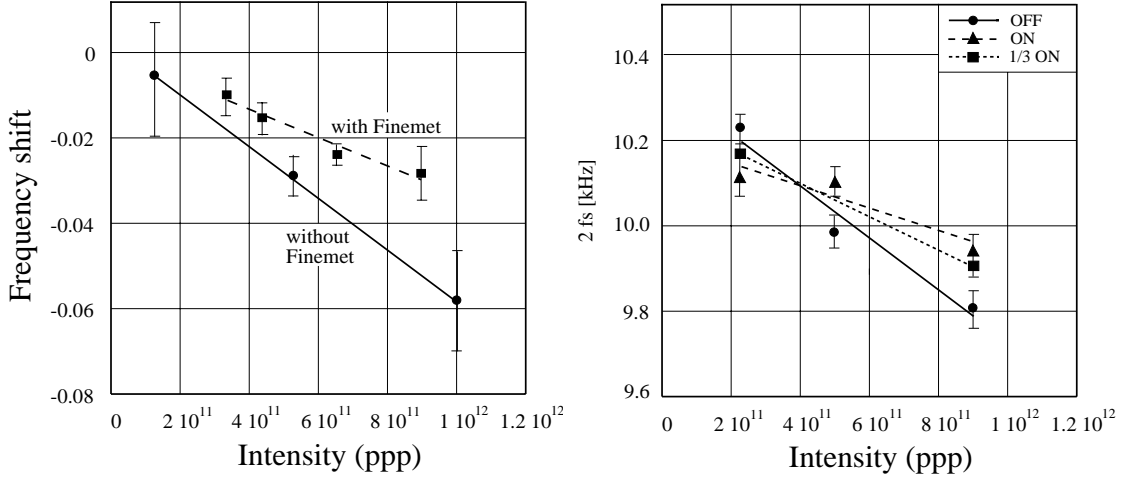 Frequency shift
0
-0.02
-0.04
-0.06
-0.08
with Finemet
without
Finemet
0
2 10^11
4 10^11
6 10^11
8 10^11
1 10^12
1.2 10^12
Intensity (ppp)
2 fs [kHz]
10.4
10.2
10.0
9.8
9.6
OFF
ON
1/3 ON
0
2 10^11
4 10^11
6 10^11
8 10^11
1 10^12
1.2 10^12
Intensity (ppp)